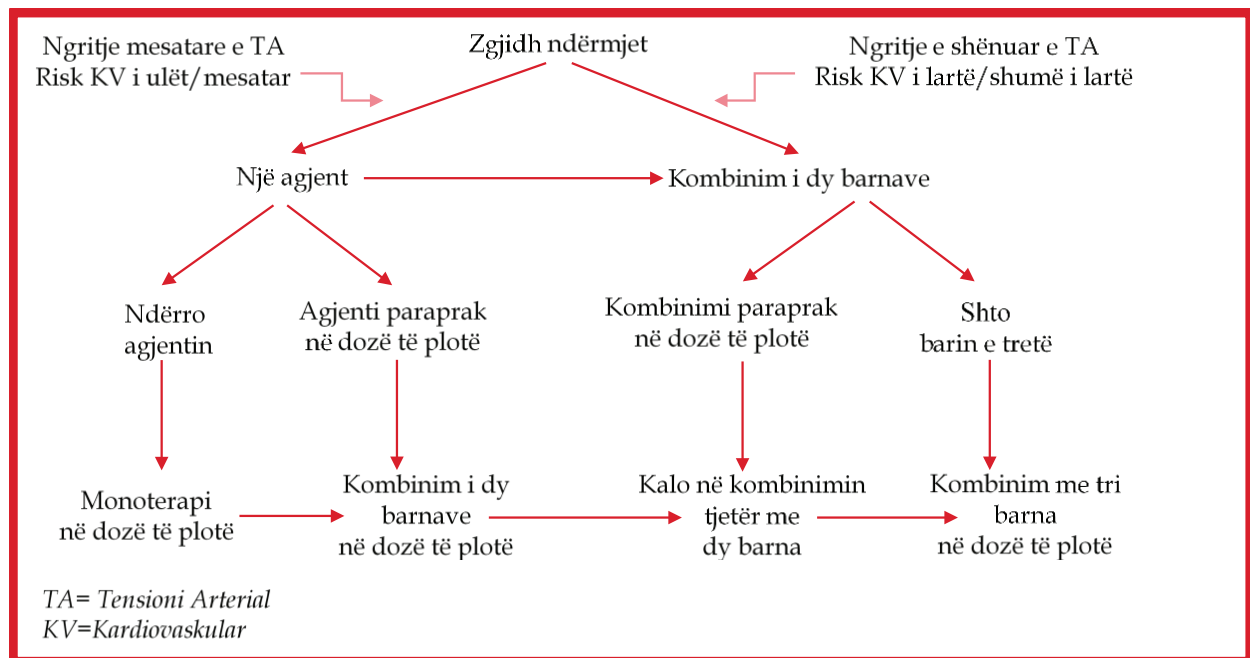 Ngritje mesatare e TA
Risk KV i ulët/mesatar
Zgjidh ndërmjet
Ngritje e shënuar e TA
Risk KV i lartë/shumë i lartë
Një agjent
Kombinim i dy barnave
Ndërro
agjentin
Agjenti paraprak
në dozë të plotë
Kombinimi paraprak
në dozë të plotë
Shto
barin e tretë
Monoterapi
në dozë të plotë
Kombinim i dy
barnave
në dozë të plotë
Kalo në kombinimin
tjetër me
dy barna
Kombinim me tri
barna
në dozë të plotë
TA= Tensioni Arterial
KV=Kardiovaskular